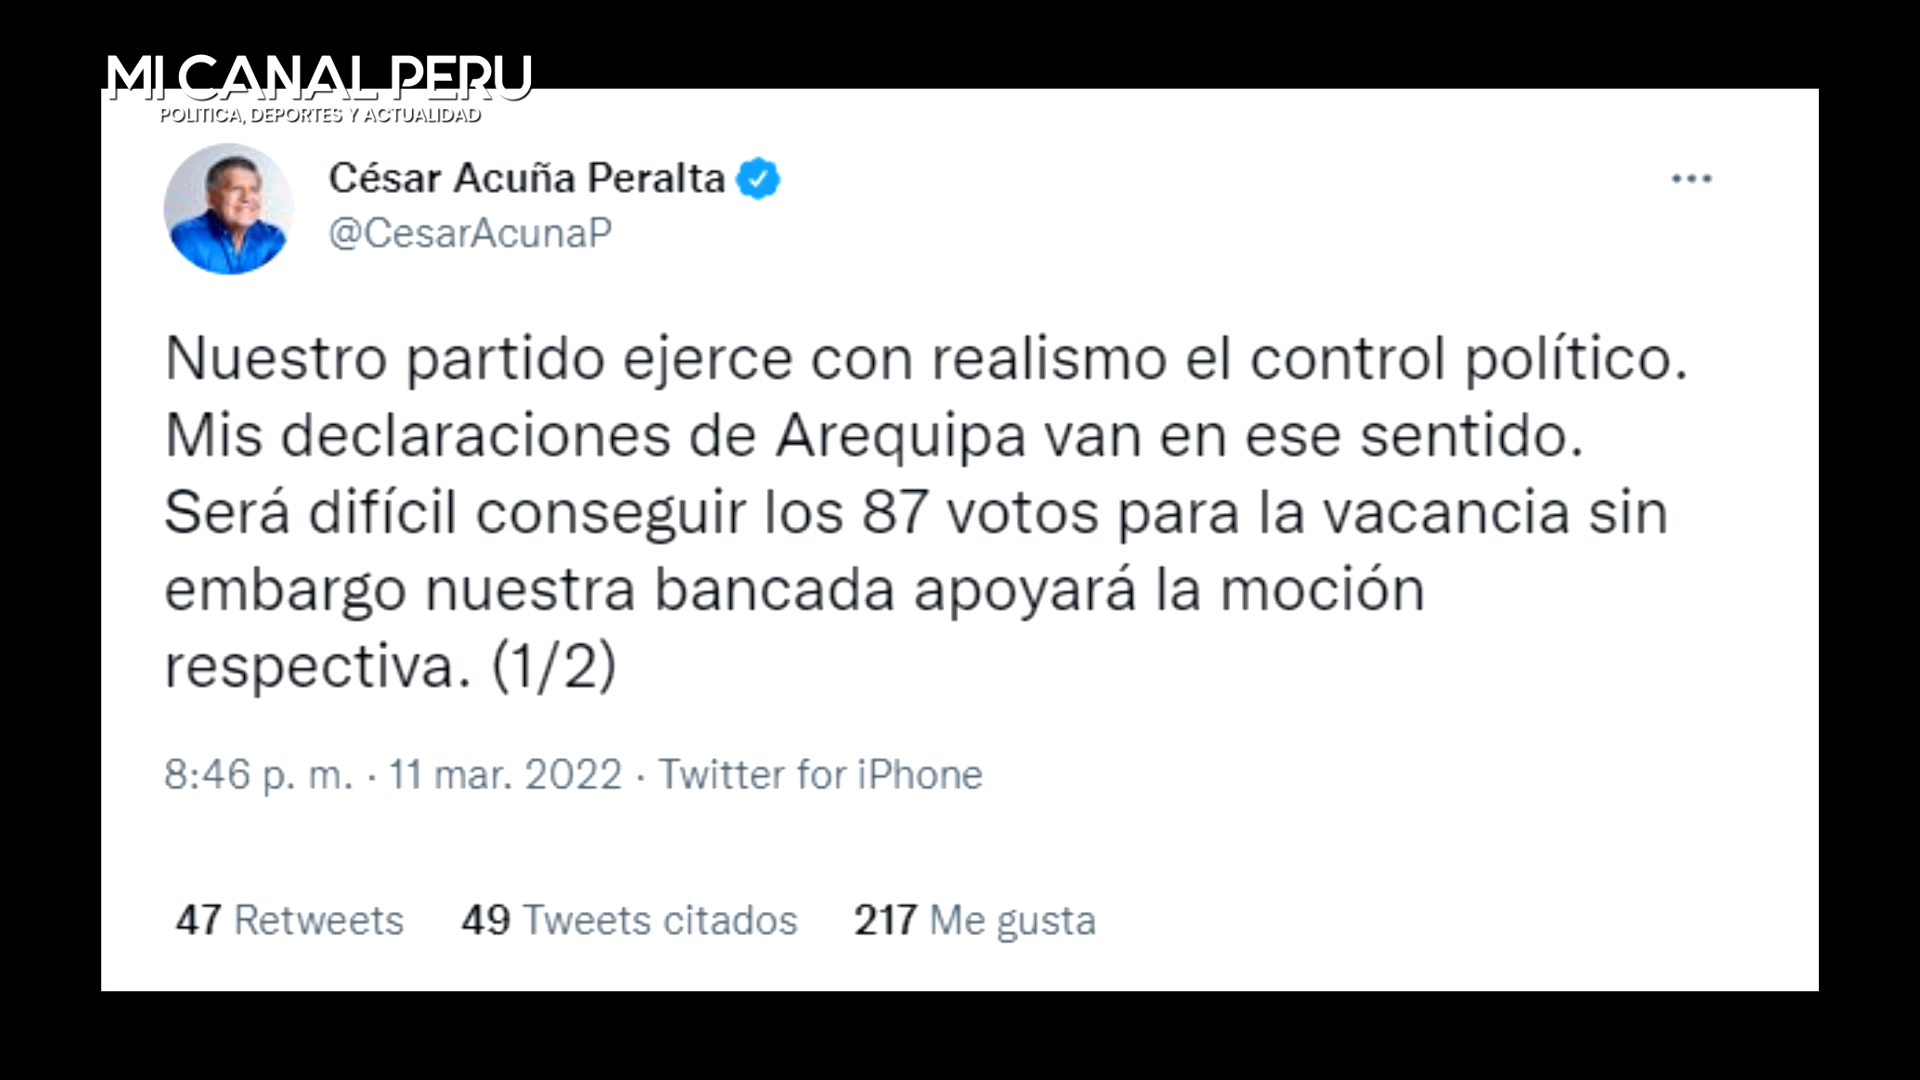 MI CANAL PERU
POLITICA, DEPORTES Y ACTUALIDAD
César Acuña Peralta
@CesarAcunaP
Nuestro partido ejerce con realismo el control político.
Mis declaraciones de Arequipa van en ese sentido.
Será difícil conseguir los 87 votos para la vacancia sin
embargo nuestra bancada apoyará la moción
respectiva. (1/2)
8:46 p. m. · 11 mar. 2022 · Twitter for iPhone
47 Retweets 49 Tweets citados 217 Me gusta